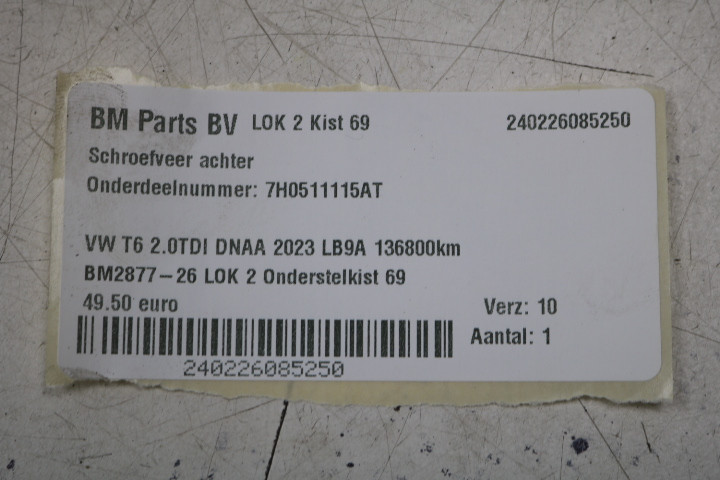 BM Parts BV LOK 2 Kist 69 240226085250
Schroefveer achter
Onderdeelnummer: 7H0511115AT
VW T6 2.0TDI DNAA 2023 LB9A 136800km
BM2877-26 LOK 2 Onderstelkist 69
49.50 euro Verz: 10
Aantal: 1
240226085250